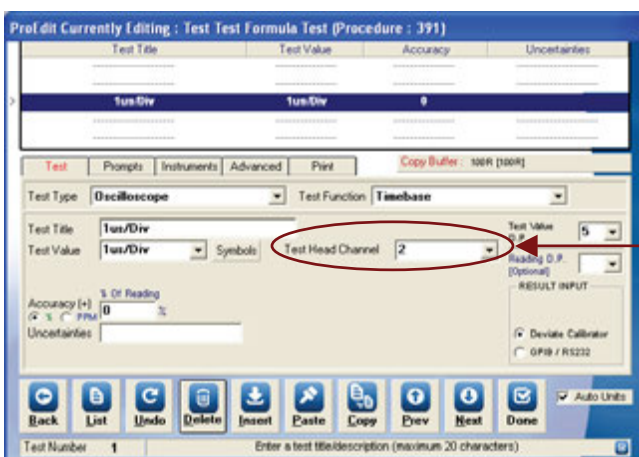 ProEdit Currently Editing : Test Test Formula Test (Procedure : 391)
Test Title Test Value Accuracy Uncertainties
1us/Div 1us/Div 0
Test Prompts Instruments Advanced Print Copy Buffer : 100R [100R]
Test Type Oscilloscope Test Function Timebase
Test Title 1us/Div
Test Value 1us/Div Symbols Test Head Channel 2
Test Value D.P. 5
Reading D.P. [Optional]
Accuracy (+) % Of Reading
% PPM 0 %
Uncertainties
RESULT INPUT
Deviate Calibrator
GPIB / RS232
Back List Undo Delete Insert Paste Copy Prev Next Done Auto Units
Test Number 1 Enter a test title/description (maximum 20 characters)